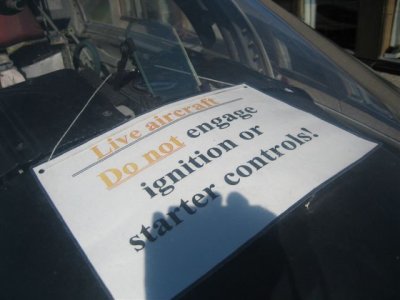 Live aircraft
Do not engage
ignition or
starter controls!